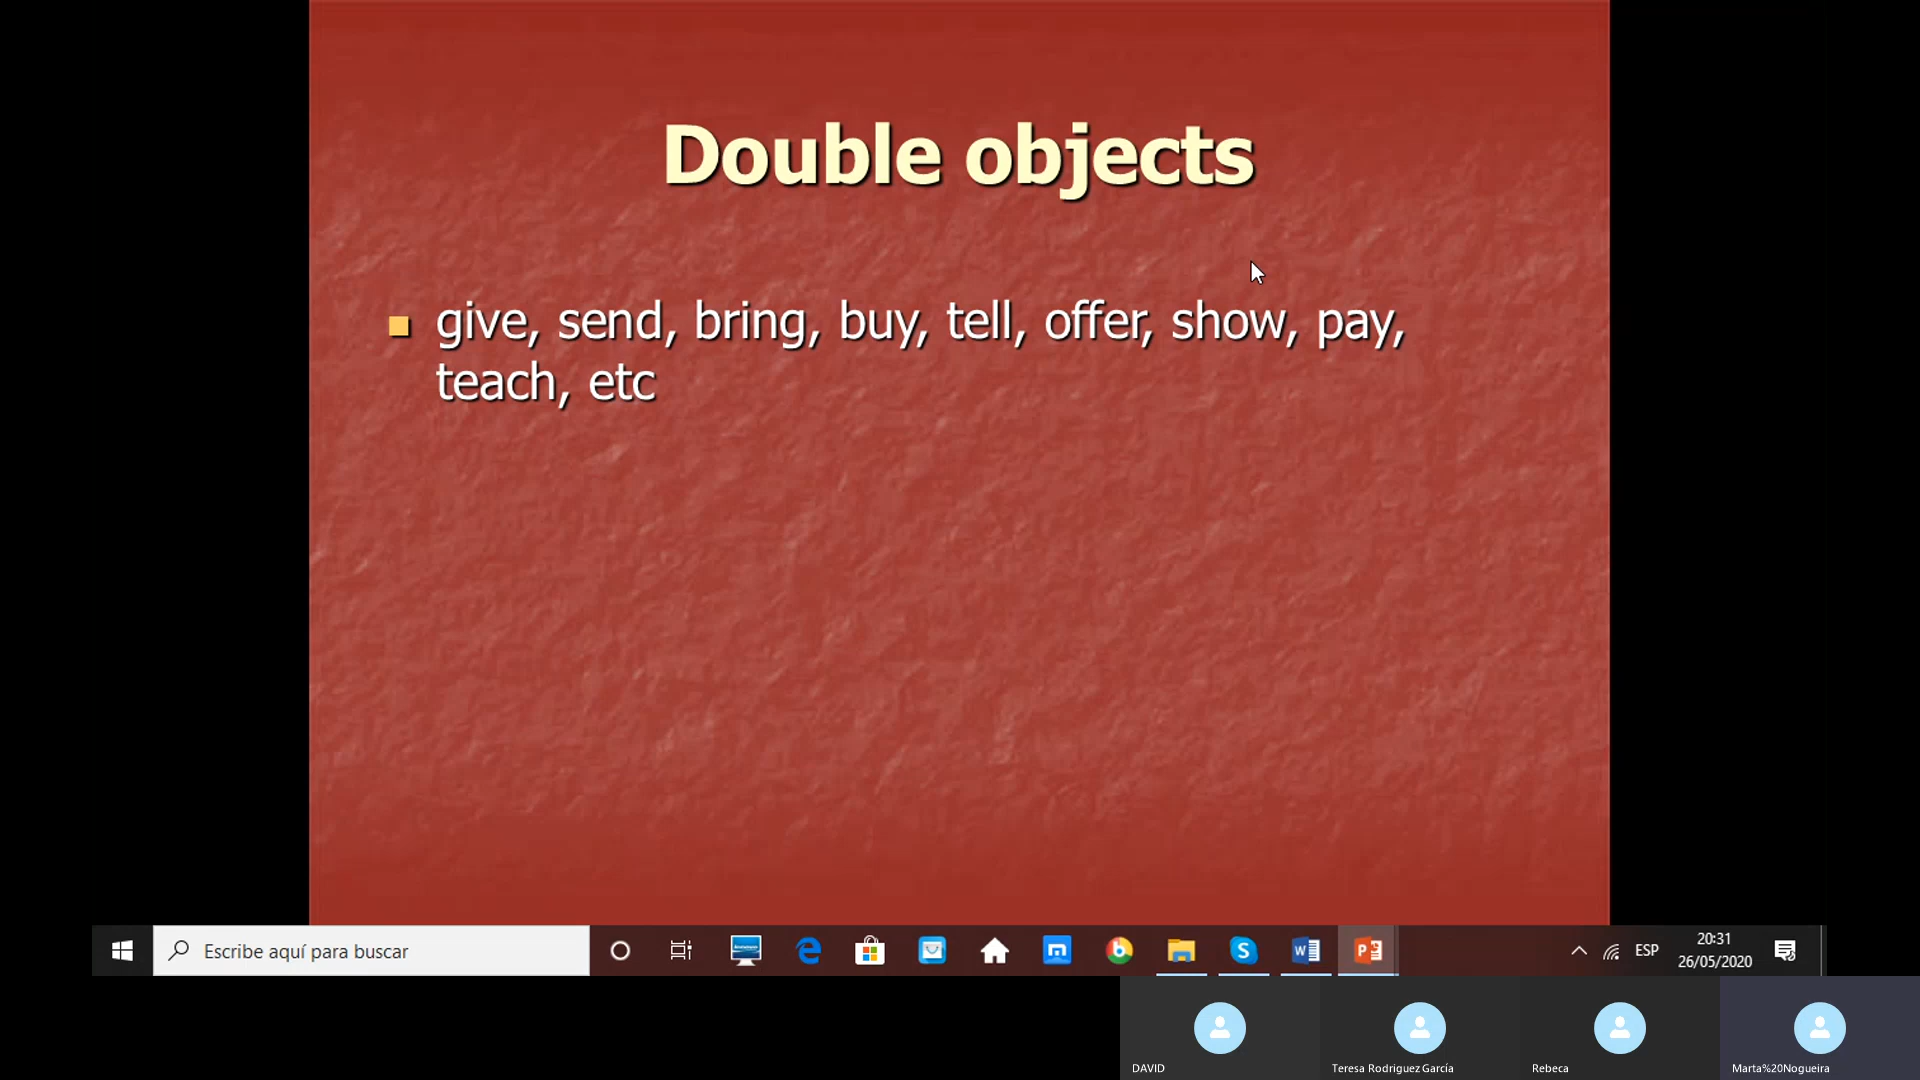 Double objects
give, send, bring, buy, tell, offer, show, pay,
teach, etc
Escribe aquí para buscar
ESP
20:31
26/05/2020
DAVID
Teresa Rodriguez García
Rebeca
Marta%20Nogueira